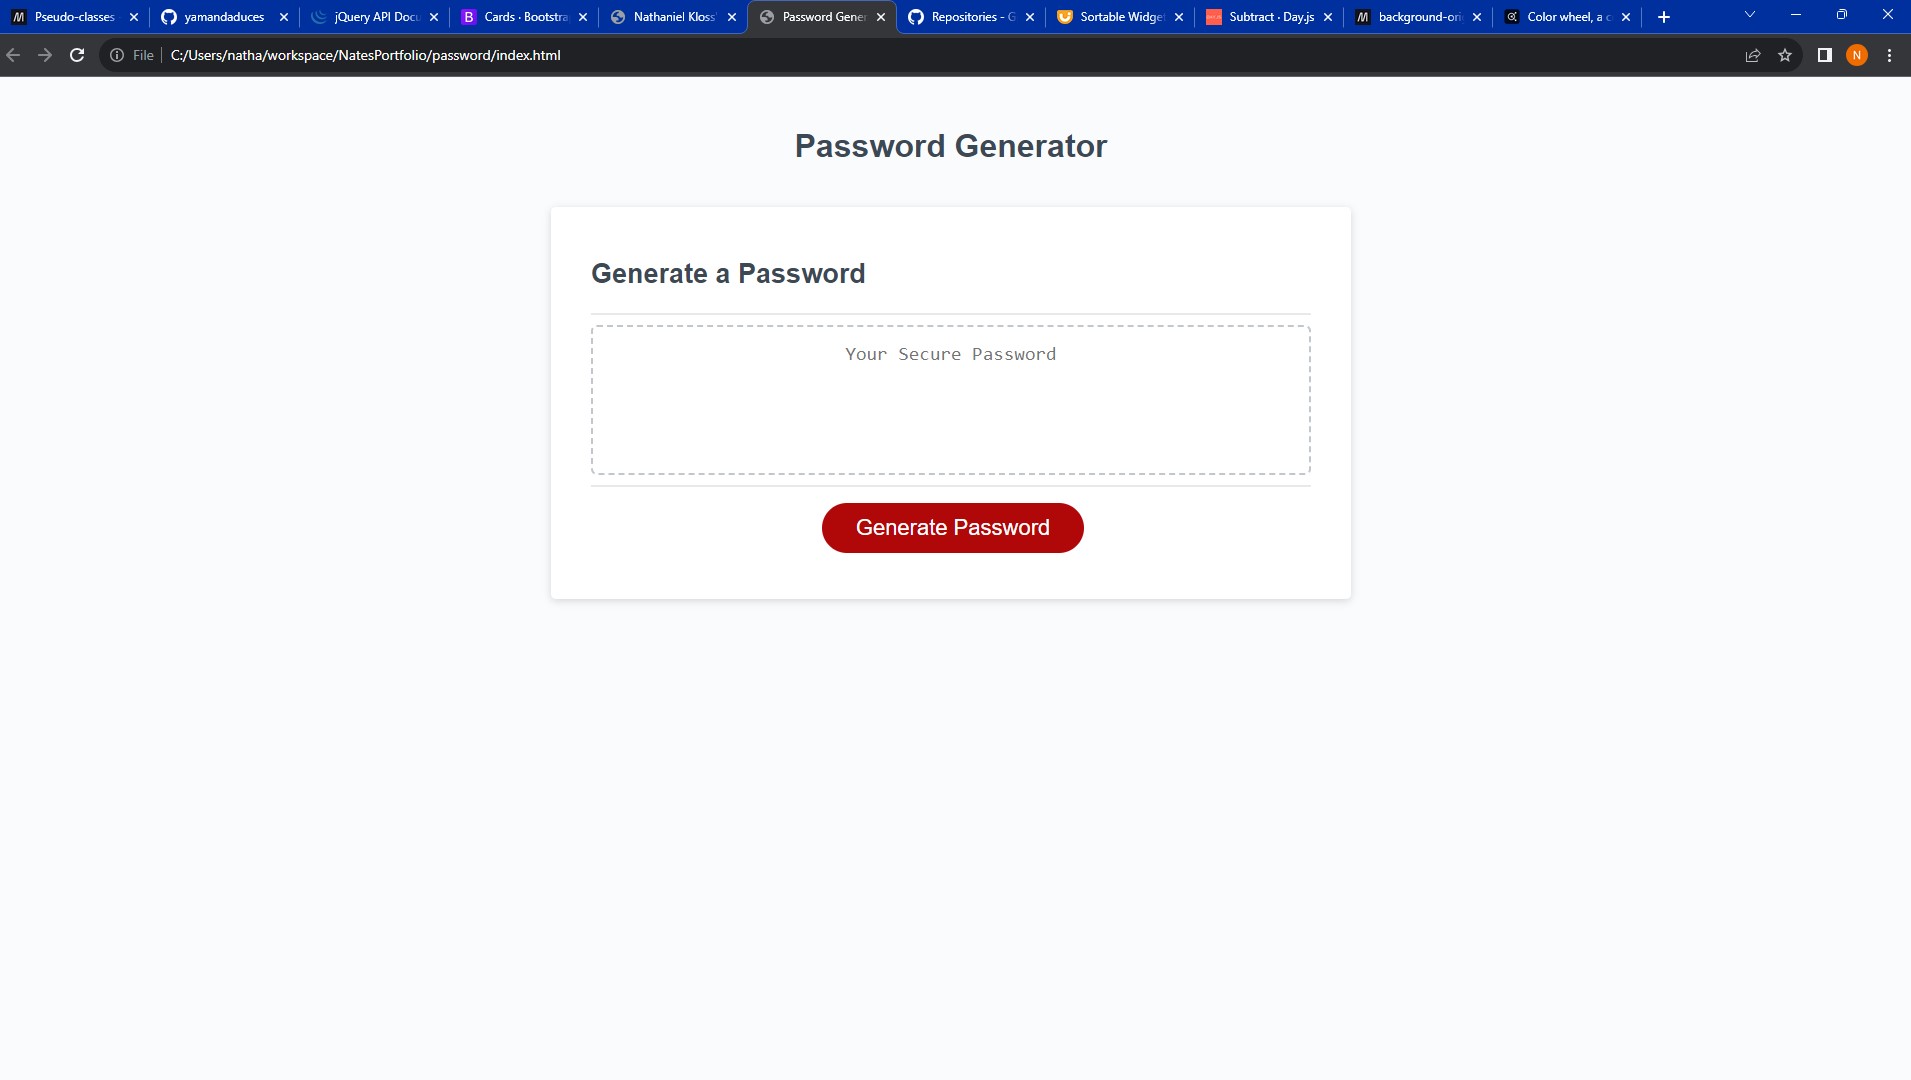 Pseudo-classes
yamandaduces
jQuery API Docu
Cards · Bootstra
Nathaniel Kloss'
Password Gener
Repositories - G
Sortable Widge
Subtract · Day.js
background-ori
Color wheel, a c
File
C:/Users/natha/workspace/NatesPortfolio/password/index.html
N
Password Generator
Generate a Password
Your Secure Password
Generate Password